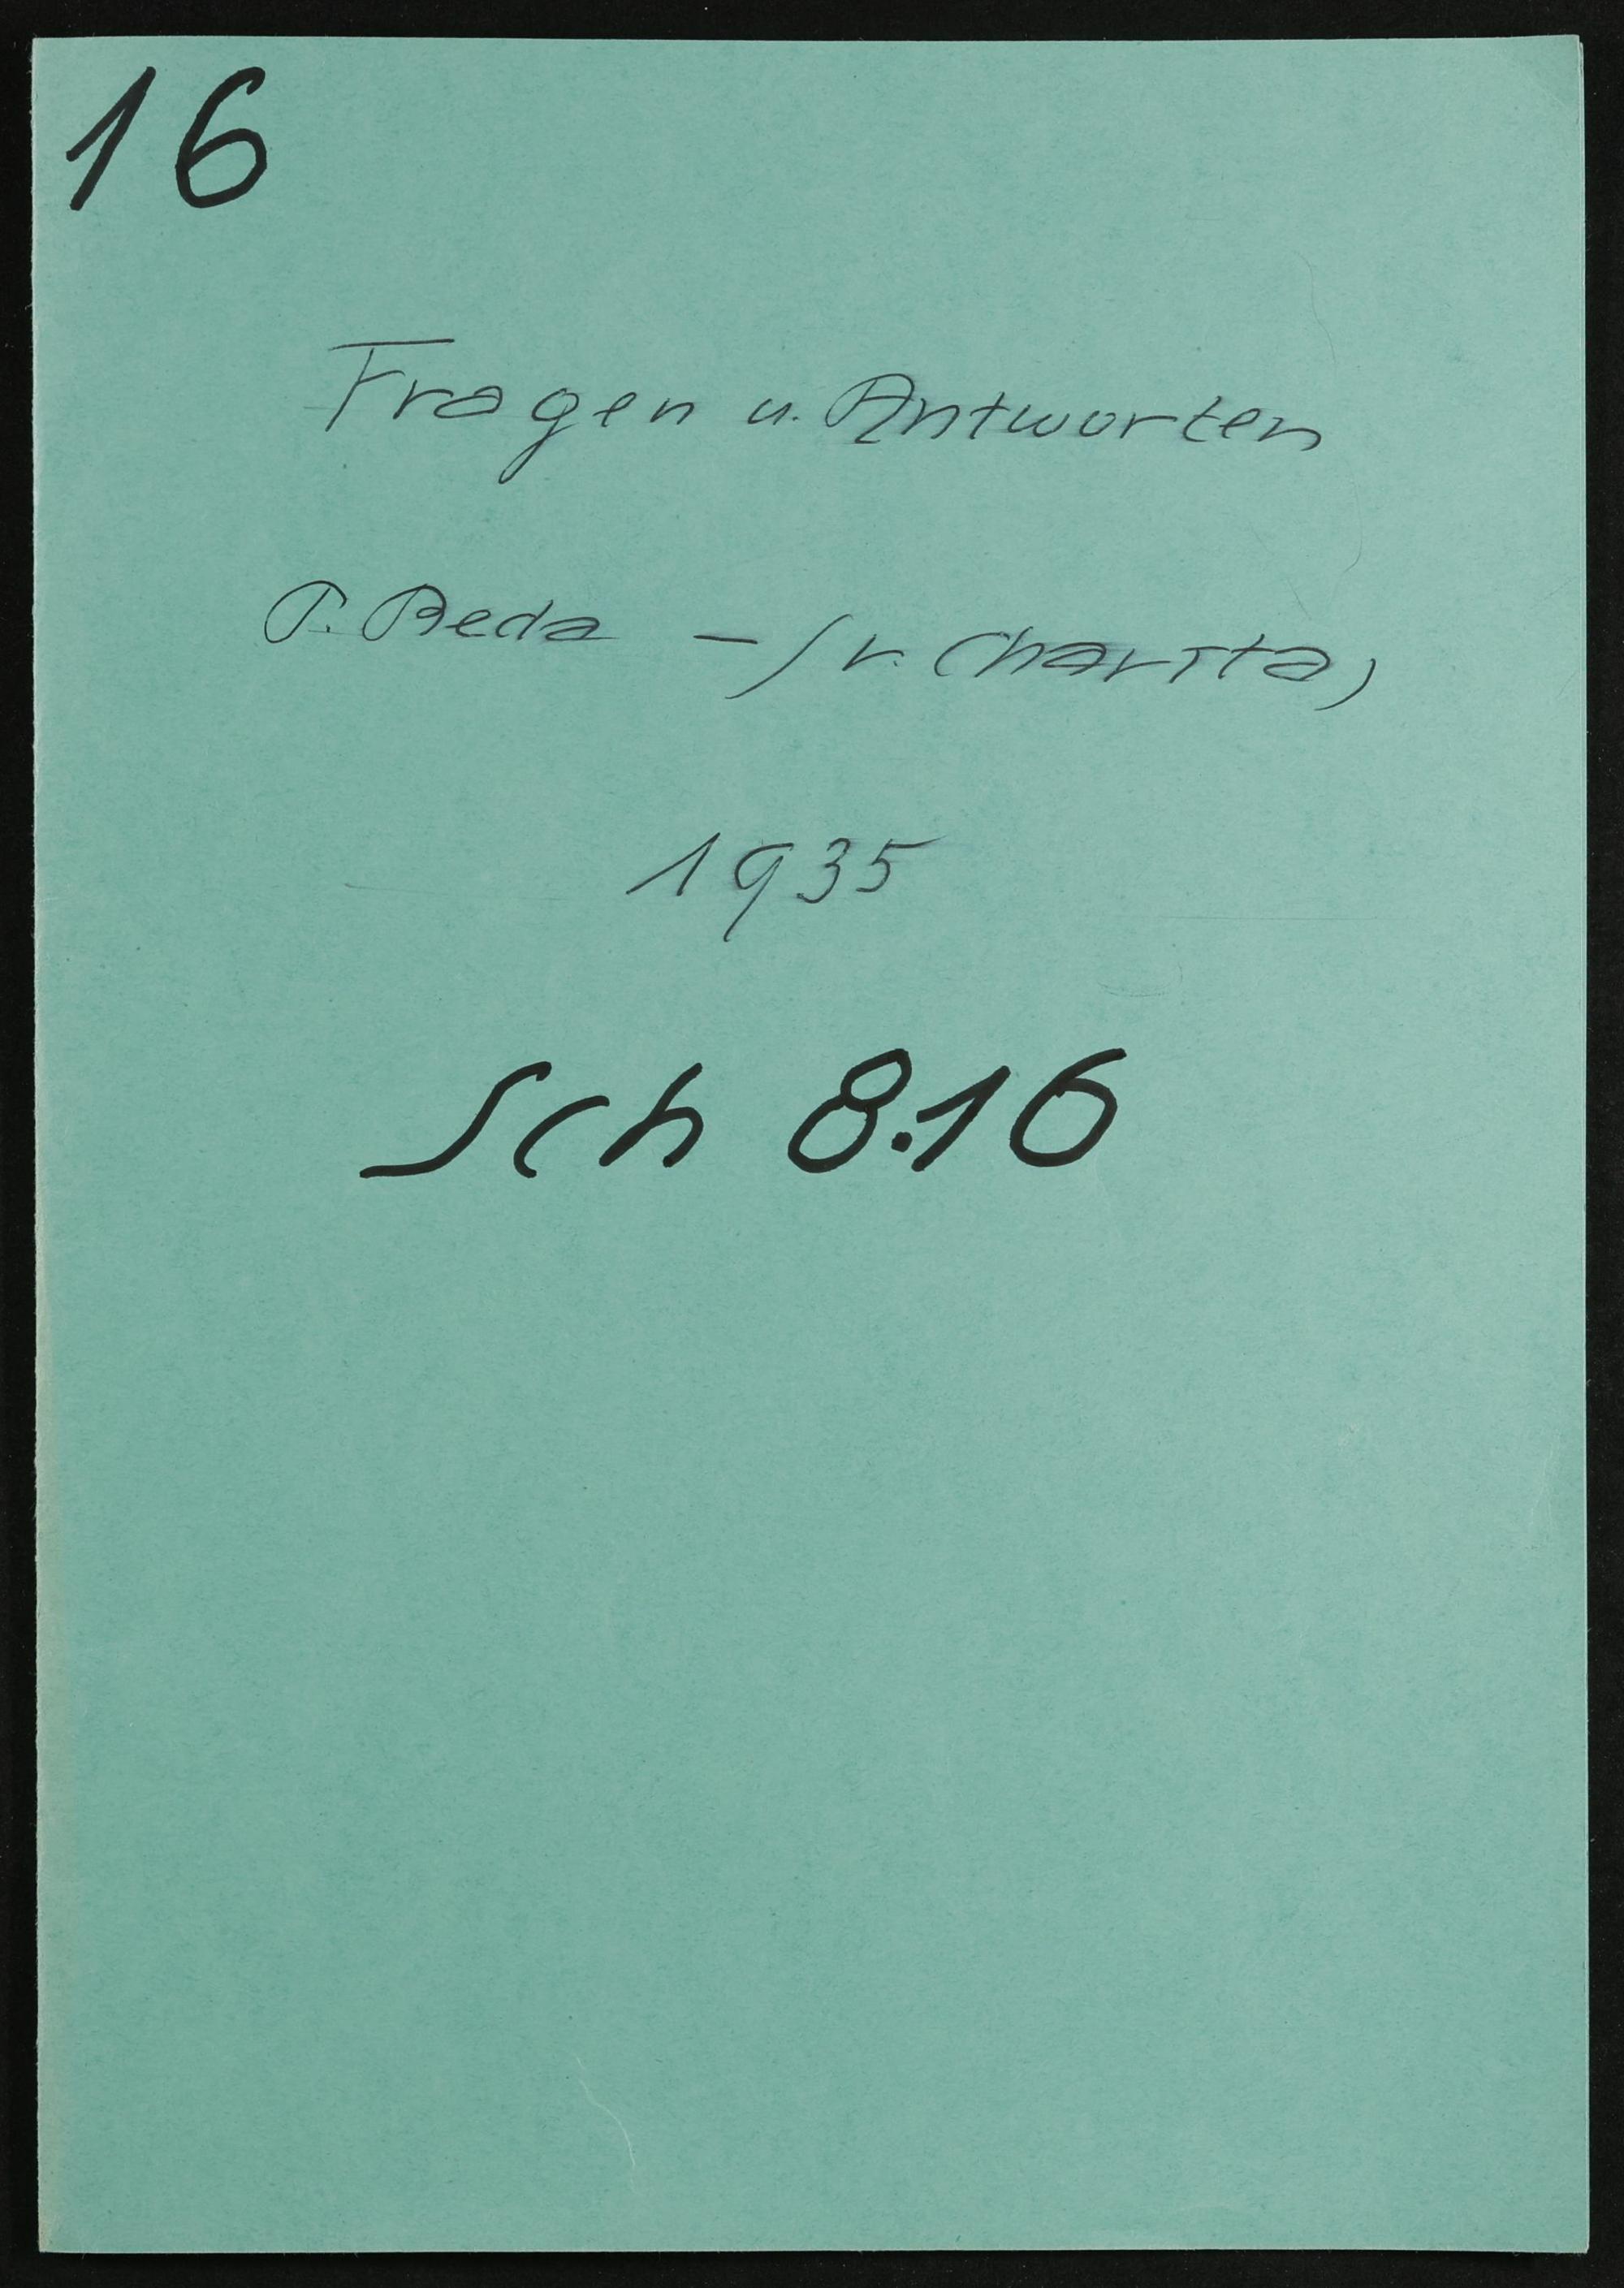 16
Fragen u. Antworten
P. Beda - Sr. Charitas
1935
Sch 8.16